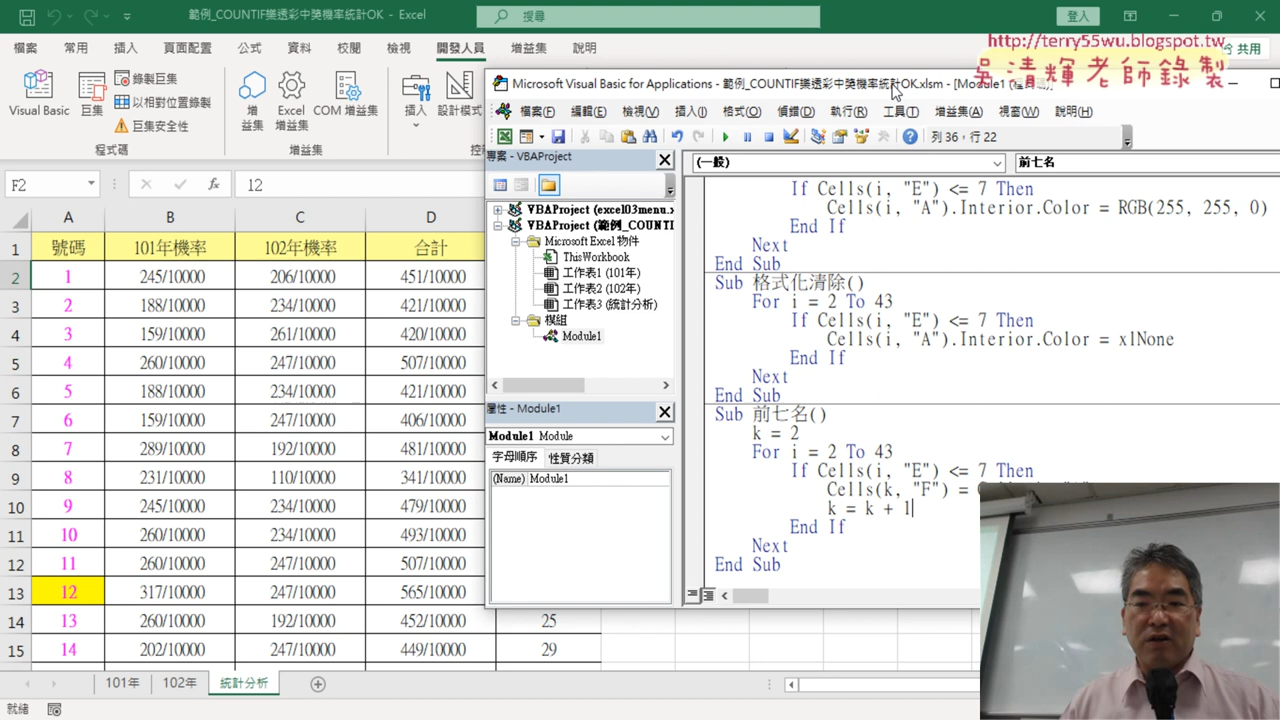 範例_COUNTIF樂透彩中獎機率統計OK - Excel
搜尋
登入
檔案 常用 插入 頁面配置 公式 資料 校閱 檢視 開發人員 增益集 說明
共用
http://terry55wu.blogspot.tw
吳清輝老師錄製
Visual Basic
巨集
錄製巨集
以相對位置錄製
巨集安全性
程式碼
增益集
Excel 增益集
COM 增益集
增益集
插入
設計模式
F2
12
Microsoft Visual Basic for Applications - 範例_COUNTIF樂透彩中獎機率統計OK.xlsm - [Module1
檔案(F) 編輯(E) 檢視(V) 插入(I) 格式(O) 偵錯(D) 執行(R) 工具(T) 增益集(A) 視窗(W) 說明(H)
列 36，行 22
專案 - VBAProject
VBAProject (excel03menu.x
VBAProject (範例_COUNTI
Microsoft Excel 物件
ThisWorkbook
工作表1 (101年)
工作表2 (102年)
工作表3 (統計分析)
模組
Module1
屬性 - Module1
Module1 Module
字母順序 性質分類
(Name) Module1
(一般)
前七名
If Cells(i, "E") <= 7 Then
Cells(i, "A").Interior.Color = RGB(255, 255, 0)
End If
Next
End Sub
Sub 格式化清除()
For i = 2 To 43
If Cells(i, "E") <= 7 Then
Cells(i, "A").Interior.Color = xlNone
End If
Next
End Sub
Sub 前七名()
k = 2
For i = 2 To 43
If Cells(i, "E") <= 7 Then
Cells(k, "F") =
k = k + 1
End If
Next
End Sub
A B C D
1 號碼 101年機率 102年機率 合計
2 1 245/10000 206/10000 451/10000
3 2 188/10000 234/10000 421/10000
4 3 159/10000 261/10000 420/10000
5 4 260/10000 247/10000 507/10000
6 5 188/10000 234/10000 421/10000
7 6 159/10000 247/10000 406/10000
8 7 289/10000 192/10000 481/10000
9 8 231/10000 110/10000 341/10000
10 9 245/10000 234/10000 479/10000
11 10 260/10000 234/10000 493/10000
12 11 260/10000 247/10000 507/10000
13 12 317/10000 247/10000 565/10000
14 13 260/10000 192/10000 452/10000 25
15 14 202/10000 247/10000 449/10000 29
101年 102年 統計分析
就緒